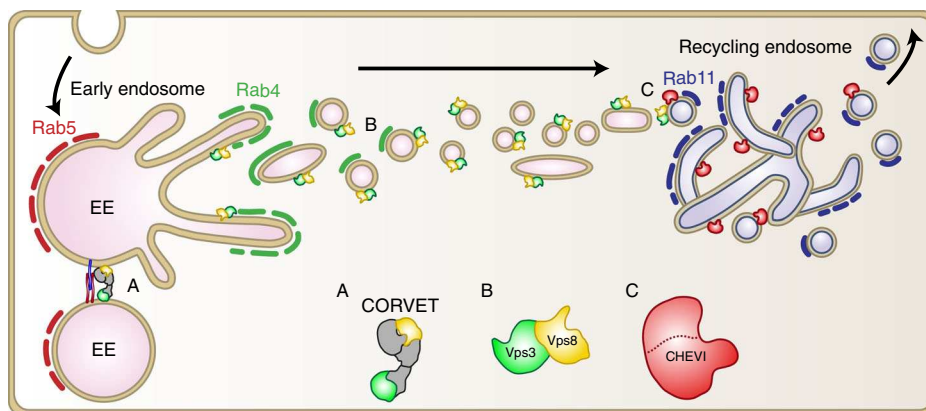 Recycling endosome
Early endosome
Rab4
C
Rab11
Rab5
B
EE
A
A
B
C
CORVET
Vps3
Vps8
CHEVI
EE